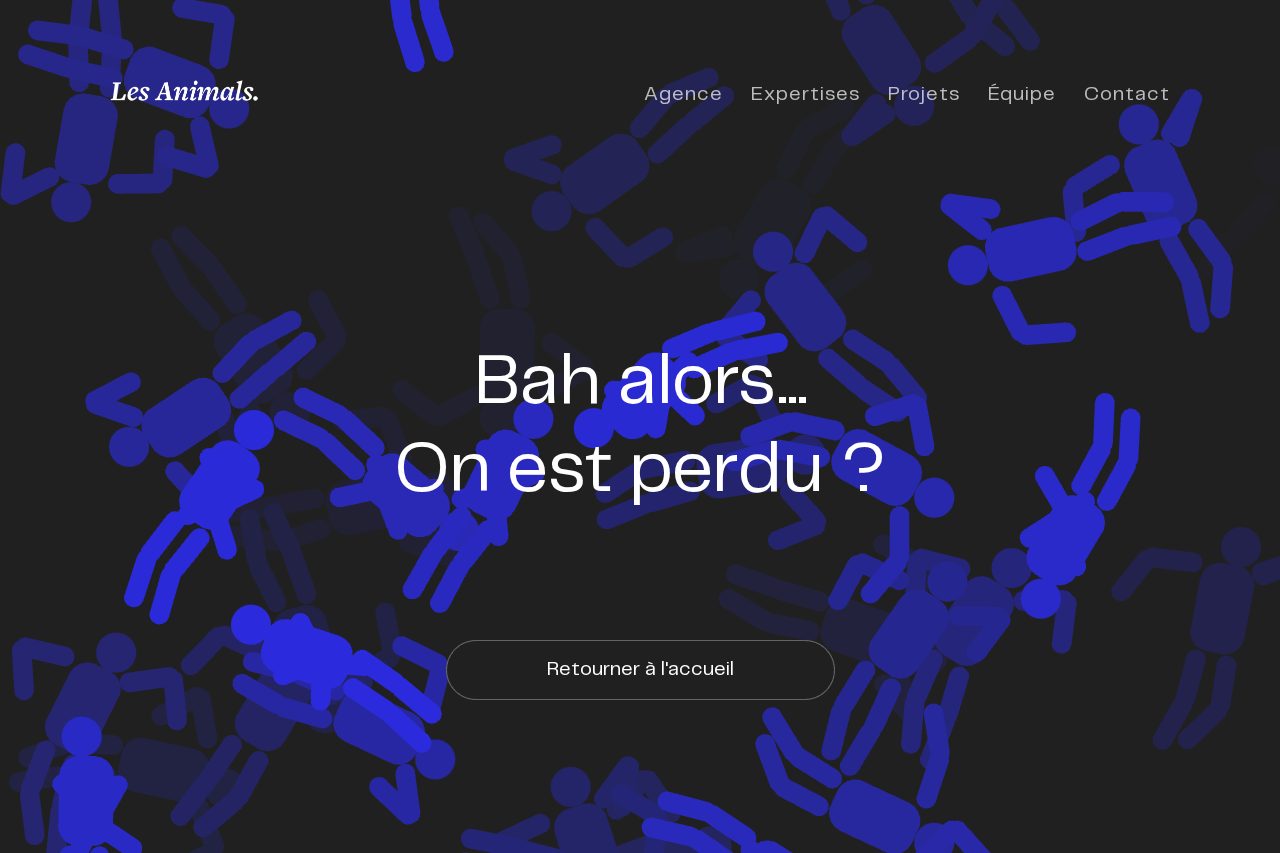 Les Animals.
Agence Expertises Projets Équipe Contact
Bah alors...
On est perdu ?
Retourner à l'accueil